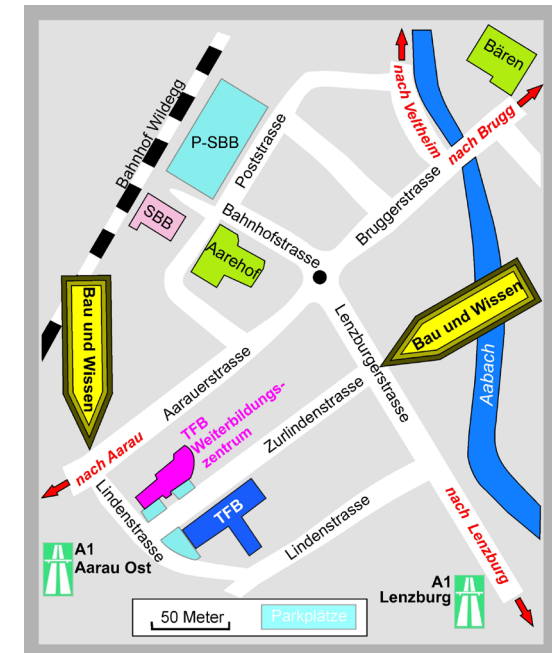 Bären
nach Veltheim
nach Brugg
Bahnhof Wildegg
P-SBB
Poststrasse
SBB
Bahnhofstrasse
Bruggerstrasse
Aarehof
Bau und Wissen
Bau und Wissen
Lenzburgerstrasse
Aabach
Aarauerstrasse
TFB
Weiterbildungs-
zentrum
Zurlindenstrasse
nach Aarau
Lindenstrasse
TFB
Lindenstrasse
nach Lenzburg
A1
Aarau Ost
A1
Lenzburg
50 Meter
Parkplätze